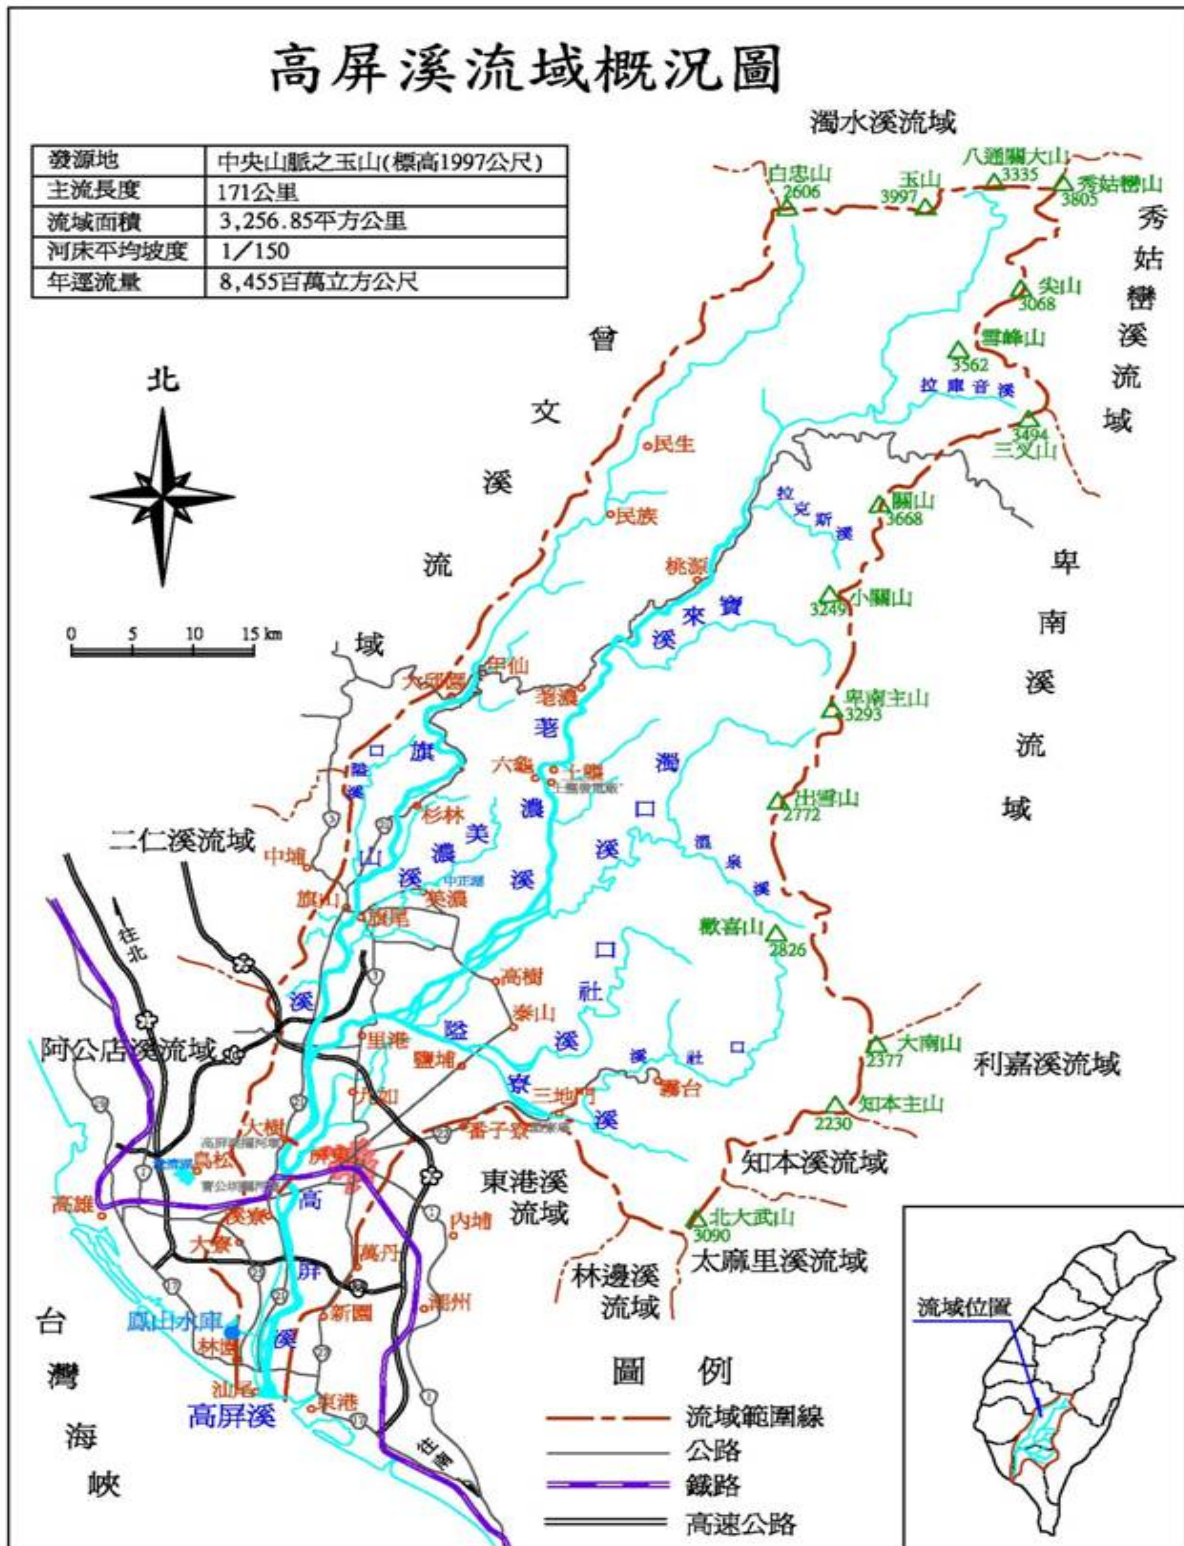 高屏溪流域概況圖
發源地 中央山脈之玉山(標高1997公尺)
主流長度 171公里
流域面積 3,256.85平方公里
河床平均坡度 1/150
年逕流量 8,455百萬立方公尺
濁水溪流域
白忠山
2606
玉山
3997
八通關大山
3335
秀姑巒山
3805
秀姑巒溪流域
尖山
3068
雪峰山
3562
拉庫音溪
3494
三叉山
曾文溪流域
北
0 5 10 15 km
民生
民族
桃源
拉克斯溪
關山
3668
小關山
3249
卑南溪流域
寶來溪
甲仙
老濃
卑南主山
3293
旗山溪
口隘溪
荖濃溪
六龜
土壟
濁口溪
出雲山
2772
杉林
美濃溪
二仁溪流域
中埔
中正湖
美濃
旗山
旗尾
溫泉溪
歡喜山
2826
往北
高樹
泰山
口社溪
阿公店溪流域
里港
隘寮溪
鹽埔
口社溪
霧台
大南山
2377
利嘉溪流域
九如
三地門
知本主山
2230
大樹
番子寮
屏東
鳥松
知本溪流域
東港溪流域
高雄
溪寮
內埔
北大武山
3090
大寮
萬丹
高屏溪
太麻里溪流域
林邊溪流域
潮州
新園
鳳山水庫
林園
汕尾
東港
高屏溪
往南
台灣海峽
流域位置
圖例
流域範圍線
公路
鐵路
高速公路